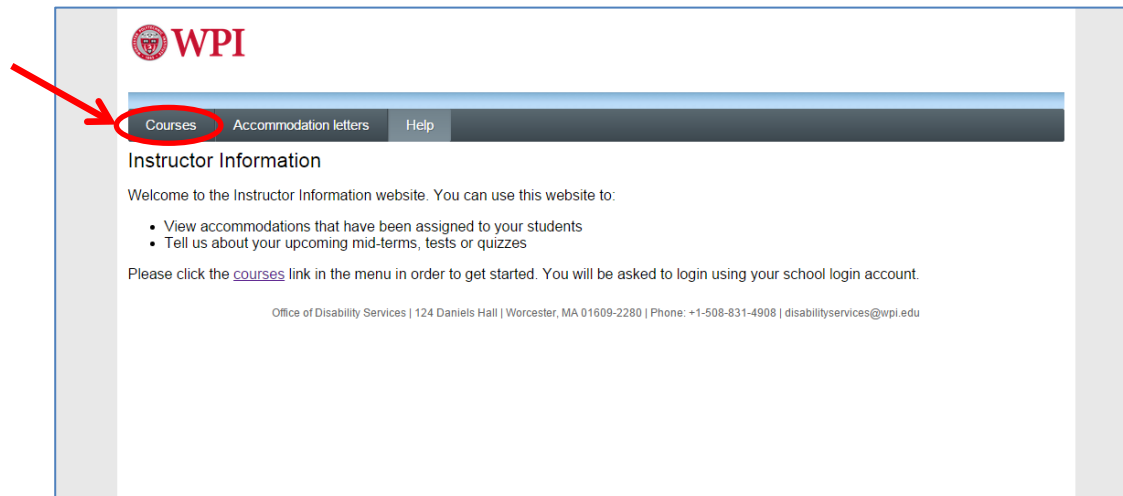 WPI
Courses Accommodation letters Help
Instructor Information
Welcome to the Instructor Information website. You can use this website to:
• View accommodations that have been assigned to your students
• Tell us about your upcoming mid-terms, tests or quizzes
Please click the courses link in the menu in order to get started. You will be asked to login using your school login account.
Office of Disability Services | 124 Daniels Hall | Worcester, MA 01609-2280 | Phone: +1-508-831-4908 | disabilityservices@wpi.edu